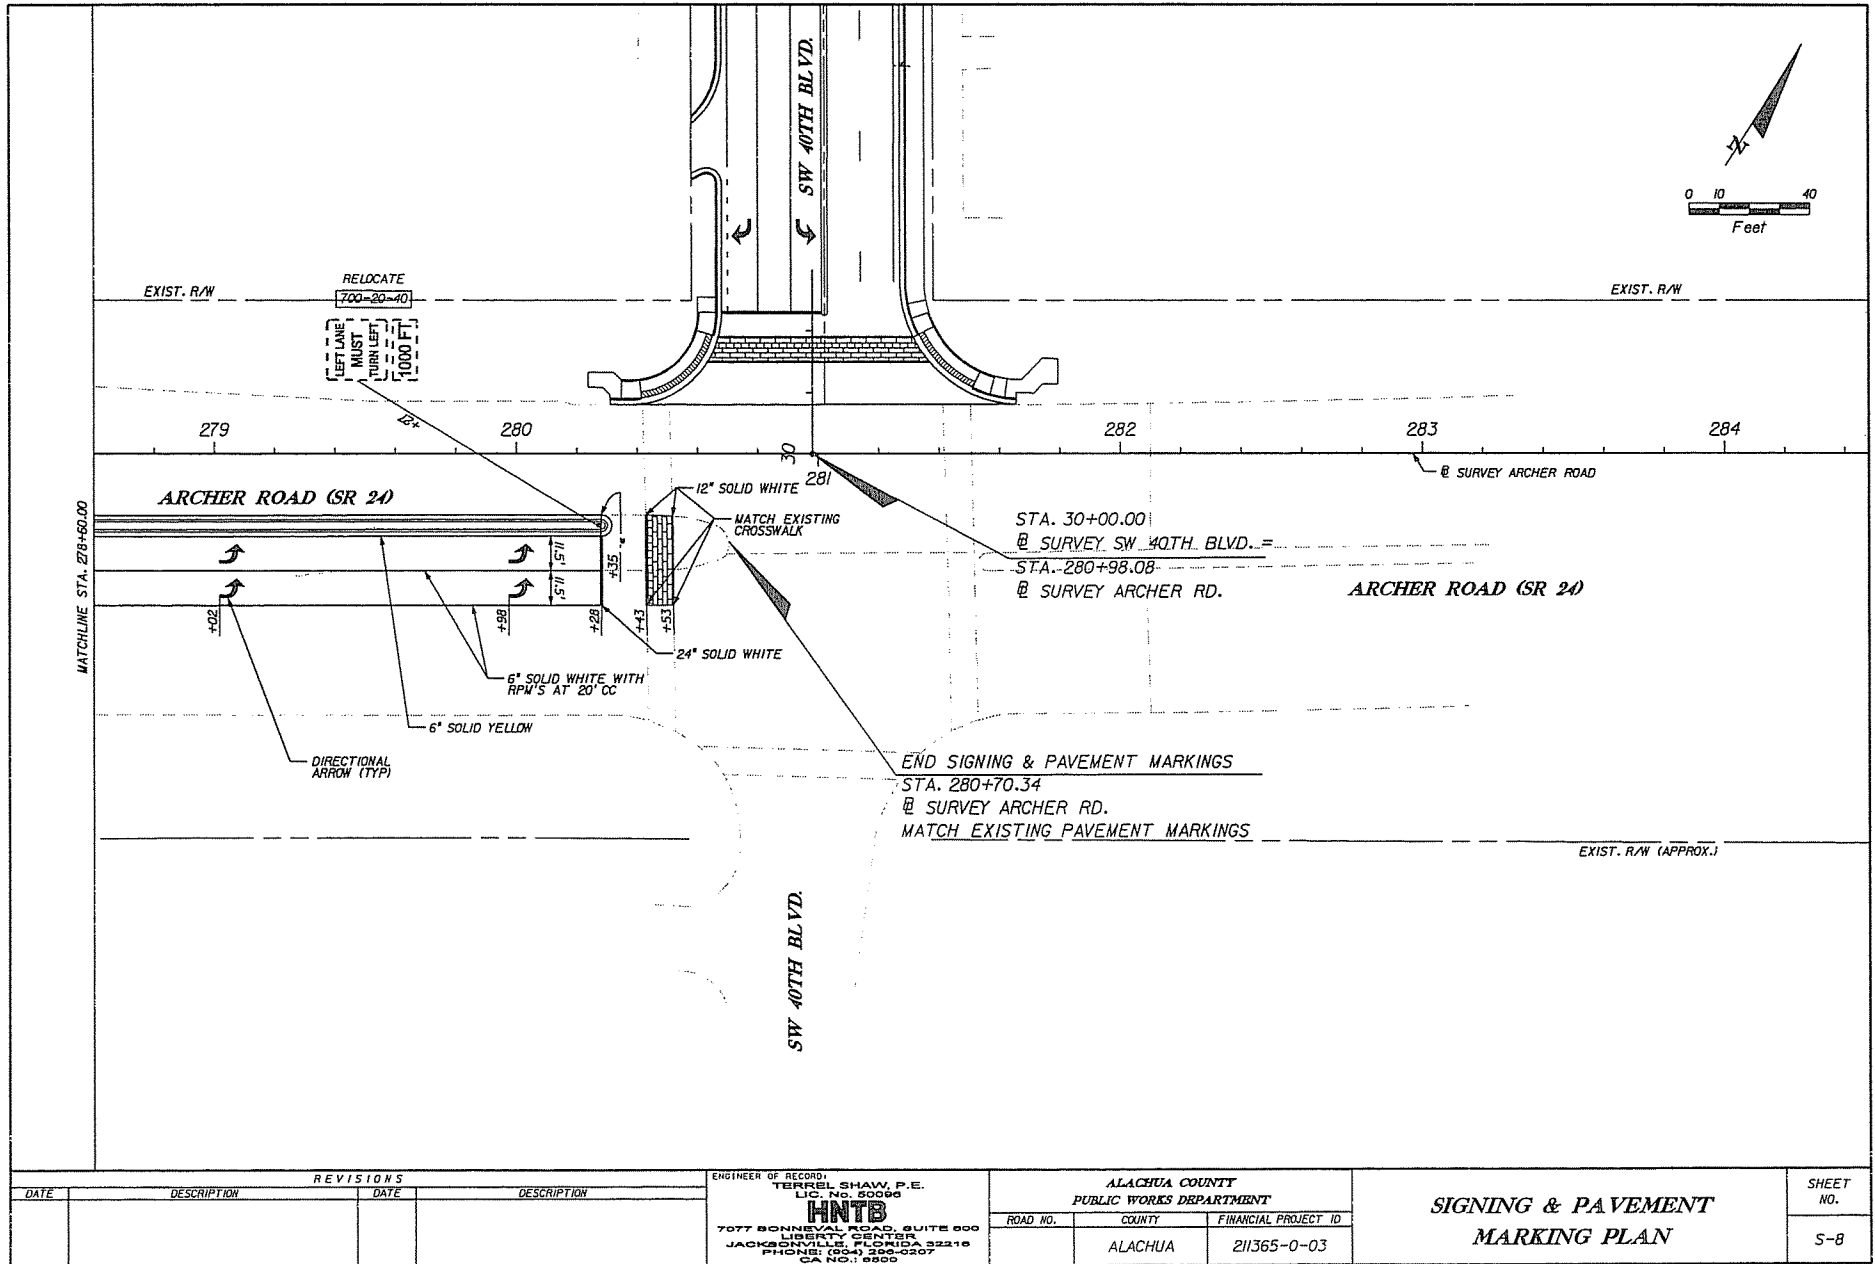 SW 40TH BLVD.
N
0 10 40
Feet
EXIST. R/W
RELOCATE
700-20-40
LEFT LANE
MUST
TURN LEFT
1000 FT
EXIST. R/W
279
280
281
282
283
284
30
℄ SURVEY ARCHER ROAD
ARCHER ROAD (SR 24)
12" SOLID WHITE
MATCH EXISTING
CROSSWALK
STA. 30+00.00
℄ SURVEY SW 40TH BLVD. =
STA. 280+98.08
℄ SURVEY ARCHER RD.
ARCHER ROAD (SR 24)
MATCHLINE STA. 278+60.00
11.5'
11.5'
+35
+02
+98
+28
+43
+53
24" SOLID WHITE
6" SOLID WHITE WITH
RPM'S AT 20' CC
6" SOLID YELLOW
DIRECTIONAL
ARROW (TYP)
END SIGNING & PAVEMENT MARKINGS
STA. 280+70.34
℄ SURVEY ARCHER RD.
MATCH EXISTING PAVEMENT MARKINGS
EXIST. R/W (APPROX.)
SW 40TH BLVD.
REVISIONS
DATE DESCRIPTION DATE DESCRIPTION
ENGINEER OF RECORD:
TERREL SHAW, P.E.
LIC. No. 50096
HNTB
7077 BONNEVAL ROAD, SUITE 600
LIBERTY CENTER
JACKSONVILLE, FLORIDA 32216
PHONE: (904) 296-0207
CA NO.: 6500
ALACHUA COUNTY
PUBLIC WORKS DEPARTMENT
ROAD NO. COUNTY FINANCIAL PROJECT ID
ALACHUA 211365-0-03
SIGNING & PAVEMENT
MARKING PLAN
SHEET
NO.
S-8